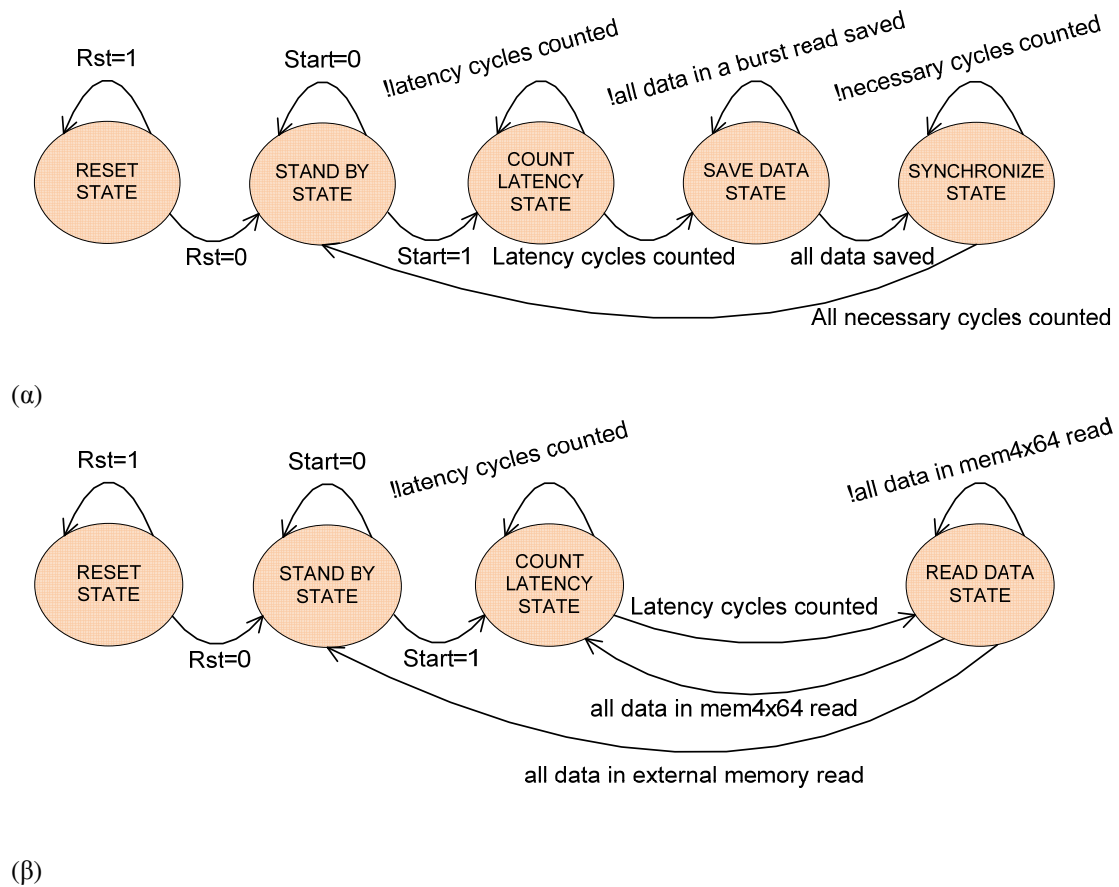 Rst=1
Start=0
!latency cycles counted
!all data in a burst read saved
!necessary cycles counted
RESET
STATE
STAND BY
STATE
COUNT
LATENCY
STATE
SAVE DATA
STATE
SYNCHRONIZE
STATE
Rst=0
Start=1
Latency cycles counted
all data saved
All necessary cycles counted
(α)
Rst=1
Start=0
!latency cycles counted
!all data in mem4x64 read
RESET
STATE
STAND BY
STATE
COUNT
LATENCY
STATE
READ DATA
STATE
Latency cycles counted
Rst=0
Start=1
all data in mem4x64 read
all data in external memory read
(β)